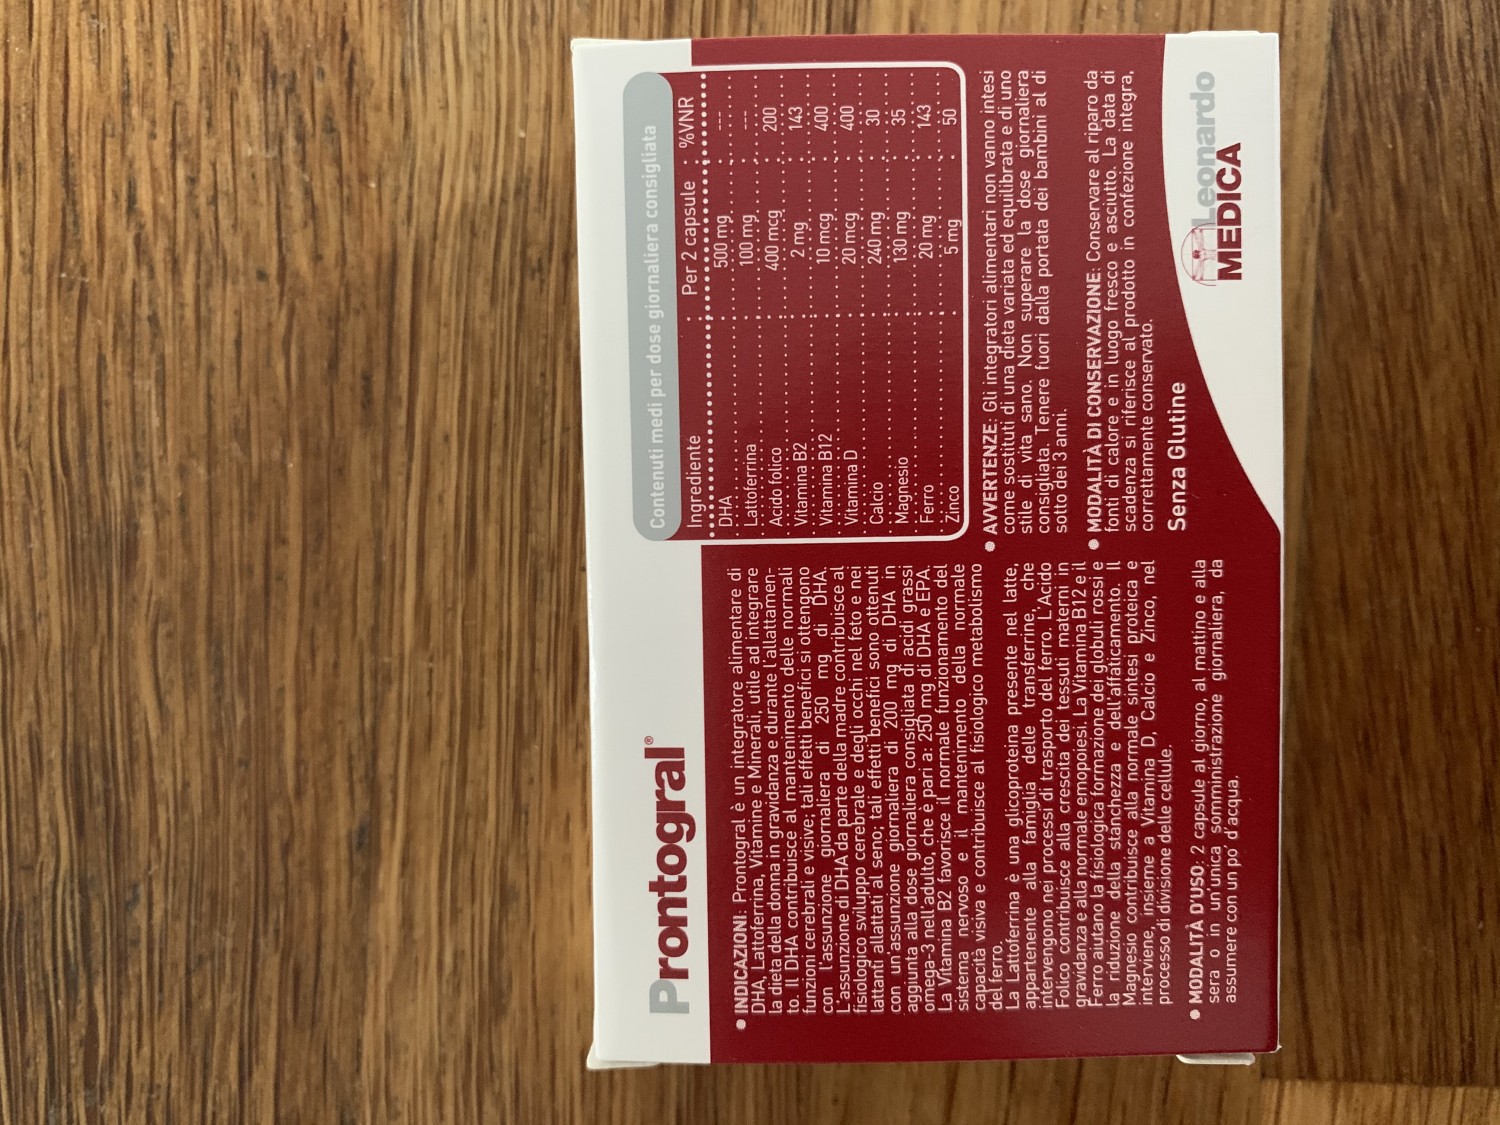 Prontogral®
• INDICAZIONI: Prontogral è un integratore alimentare di
DHA, Lattoferrina, Vitamine e Minerali, utile ad integrare
la dieta della donna in gravidanza e durante l'allattamen-
to. Il DHA contribuisce al mantenimento delle normali
funzioni cerebrali e visive; tali effetti benefici si ottengono
con l'assunzione giornaliera di 250 mg di DHA.
L'assunzione di DHA da parte della madre contribuisce al
fisiologico sviluppo cerebrale e degli occhi nel feto e nei
lattanti allattati al seno; tali effetti benefici sono ottenuti
con un'assunzione giornaliera di 200 mg di DHA in
aggiunta alla dose giornaliera consigliata di acidi grassi
omega-3 nell'adulto, che è pari a: 250 mg di DHA e EPA.
La Vitamina B2 favorisce il normale funzionamento del
sistema nervoso e il mantenimento della normale
capacità visiva e contribuisce al fisiologico metabolismo
del ferro.
La Lattoferrina è una glicoproteina presente nel latte,
appartenente alla famiglia delle transferrine, che
intervengono nei processi di trasporto del ferro. L'Acido
Folico contribuisce alla crescita dei tessuti materni in
gravidanza e alla normale emopoiesi. La Vitamina B12 e il
Ferro aiutano la fisiologica formazione dei globuli rossi e
la riduzione della stanchezza e dell'affaticamento. Il
Magnesio contribuisce alla normale sintesi proteica e
interviene, insieme a Vitamina D, Calcio e Zinco, nel
processo di divisione delle cellule.
• MODALITÀ D'USO: 2 capsule al giorno, al mattino e alla
sera o in un'unica somministrazione giornaliera, da
assumere con un po' d'acqua.
Contenuti medi per dose giornaliera consigliata
Ingrediente Per 2 capsule %VNR
DHA 500 mg ---
Lattoferrina 100 mg ---
Acido folico 400 mcg 200
Vitamina B2 2 mg 143
Vitamina B12 10 mcg 400
Vitamina D 20 mcg 400
Calcio 240 mg 30
Magnesio 130 mg 35
Ferro 20 mg 143
Zinco 5 mg 50
• AVVERTENZE: Gli integratori alimentari non vanno intesi
come sostituti di una dieta variata ed equilibrata e di uno
stile di vita sano. Non superare la dose giornaliera
consigliata. Tenere fuori dalla portata dei bambini al di
sotto dei 3 anni.
• MODALITÀ DI CONSERVAZIONE: Conservare al riparo da
fonti di calore e in luogo fresco e asciutto. La data di
scadenza si riferisce al prodotto in confezione integra,
correttamente conservato.
Senza Glutine
Leonardo
MEDICA